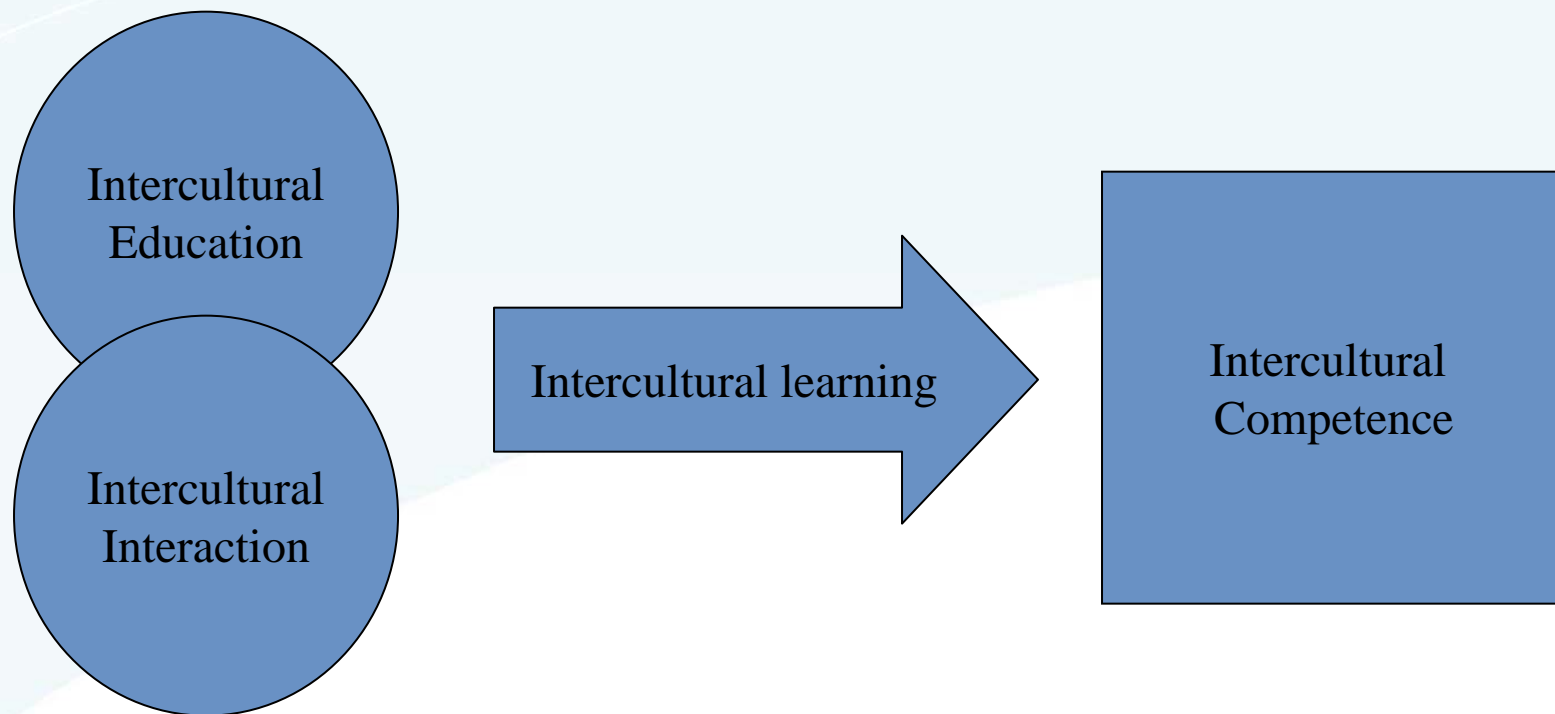 Intercultural
Education
Intercultural
Interaction
Intercultural learning
Intercultural
Competence